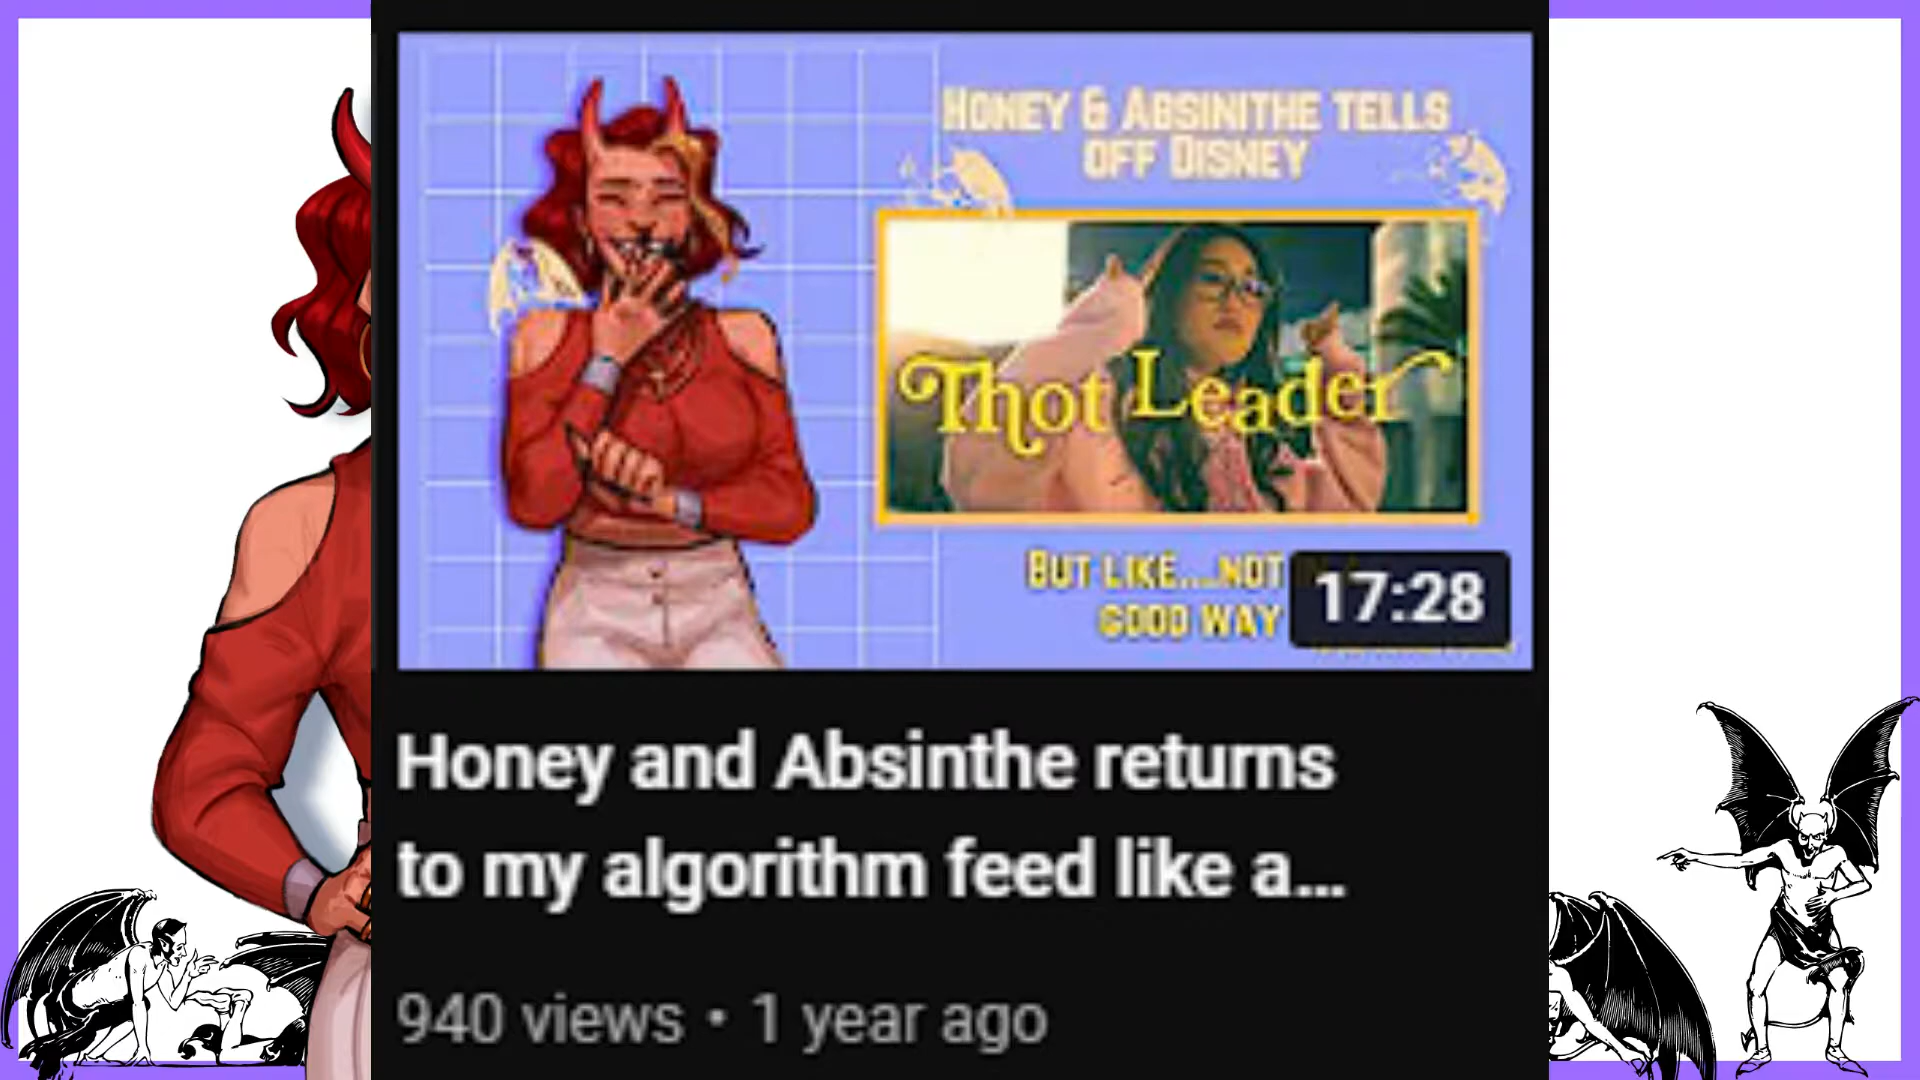 HONEY & ABSINITHE TELLS
OFF DISNEY
Thot Leader
BUT LIKE....NOT
GOOD WAY
17:28
Honey and Absinthe returns
to my algorithm feed like a...
940 views • 1 year ago